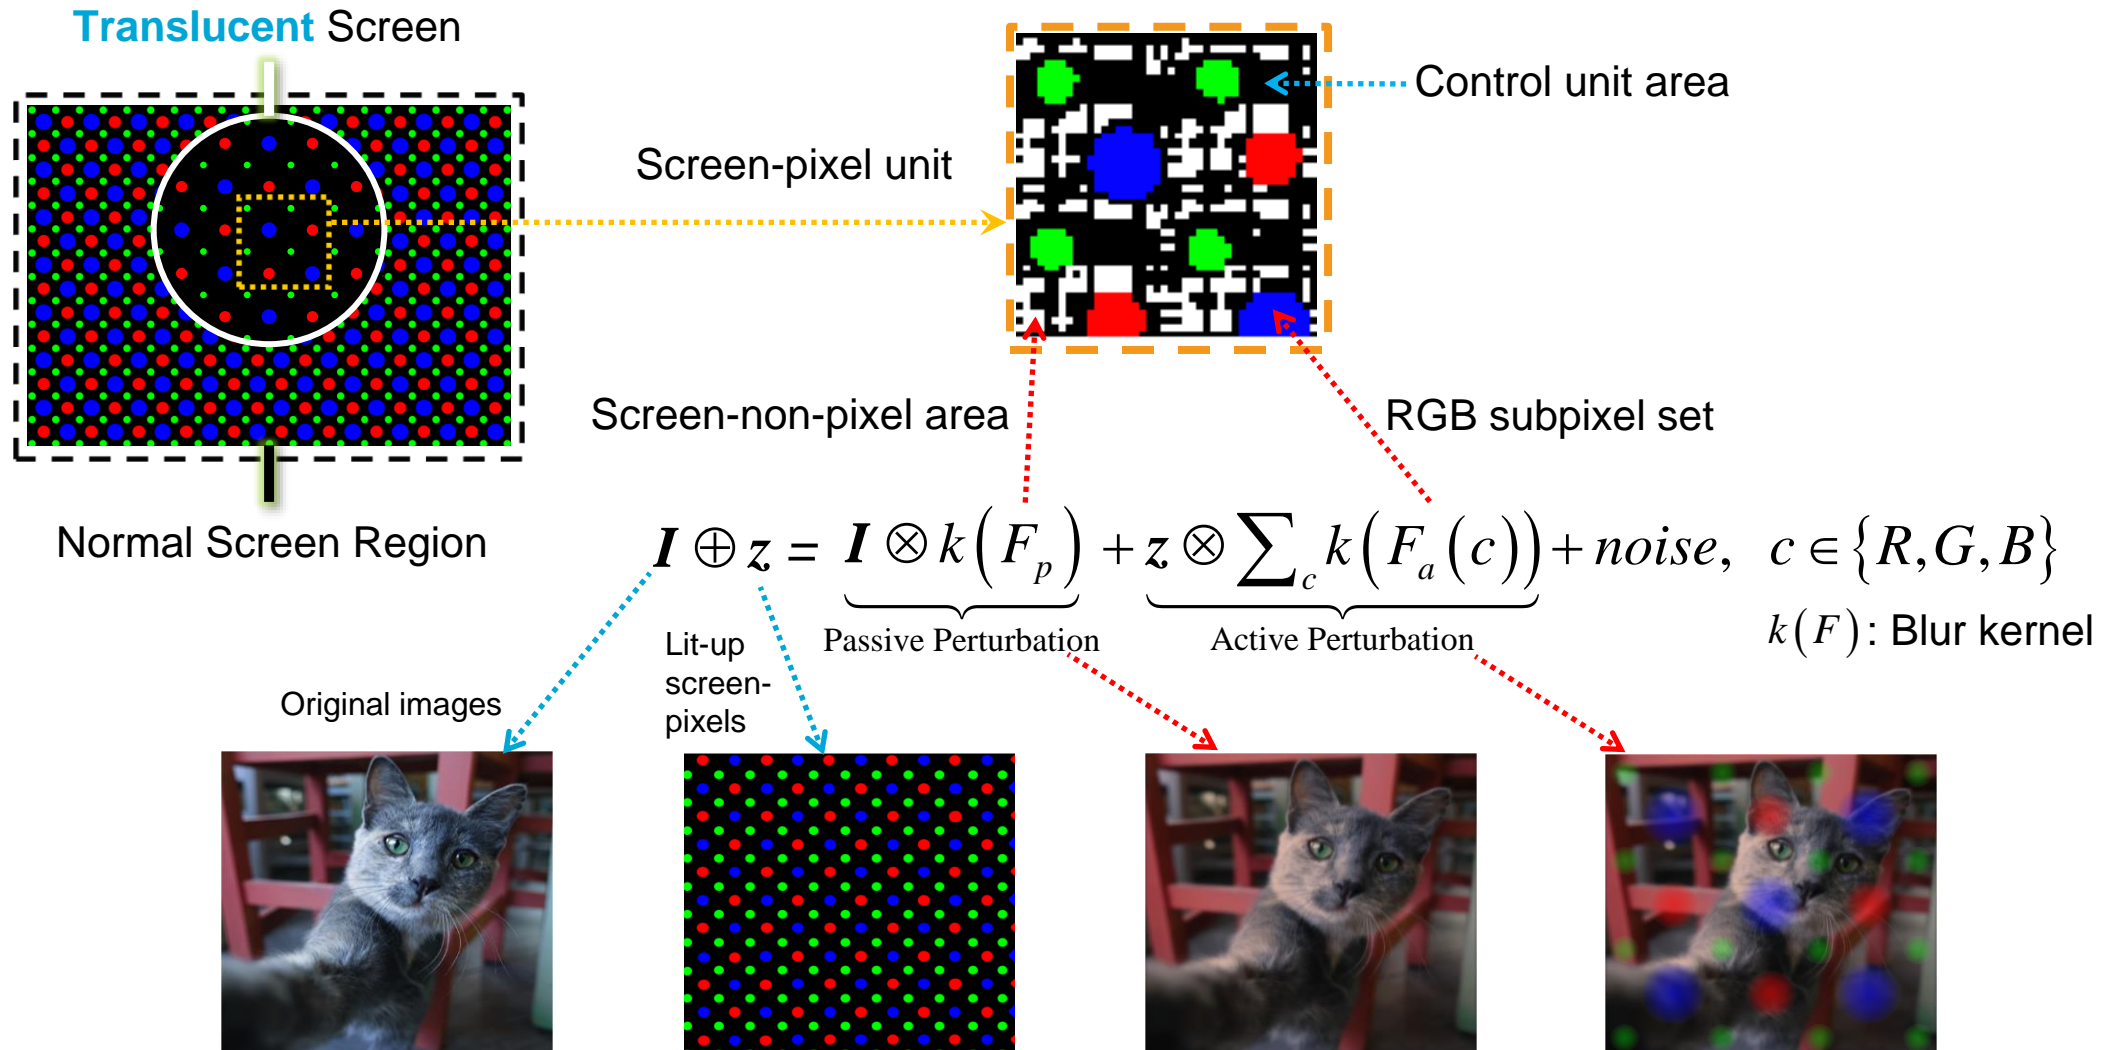 Translucent Screen
Control unit area
Screen-pixel unit
Screen-non-pixel area
RGB subpixel set
Normal Screen Region
I ⊕ z = I ⊗ k(F_p) + z ⊗ ∑_c k(F_a(c)) + noise, c ∈ {R, G, B}
Passive Perturbation
Active Perturbation
k(F): Blur kernel
Lit-up
screen-
pixels
Original images